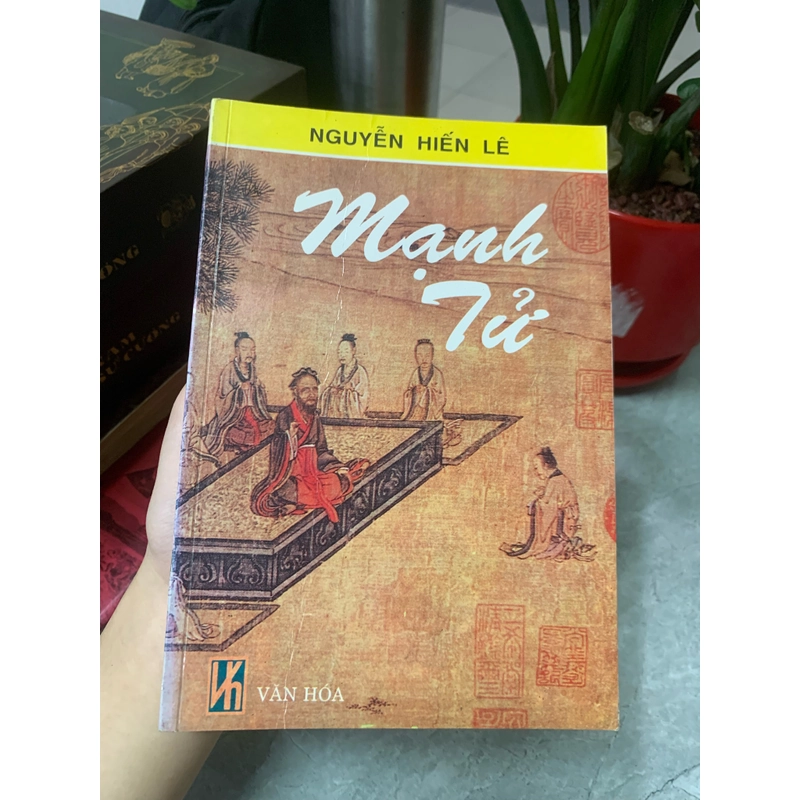 NGUYỄN HIẾN LÊ
Mạnh
Tử
VĂN HÓA